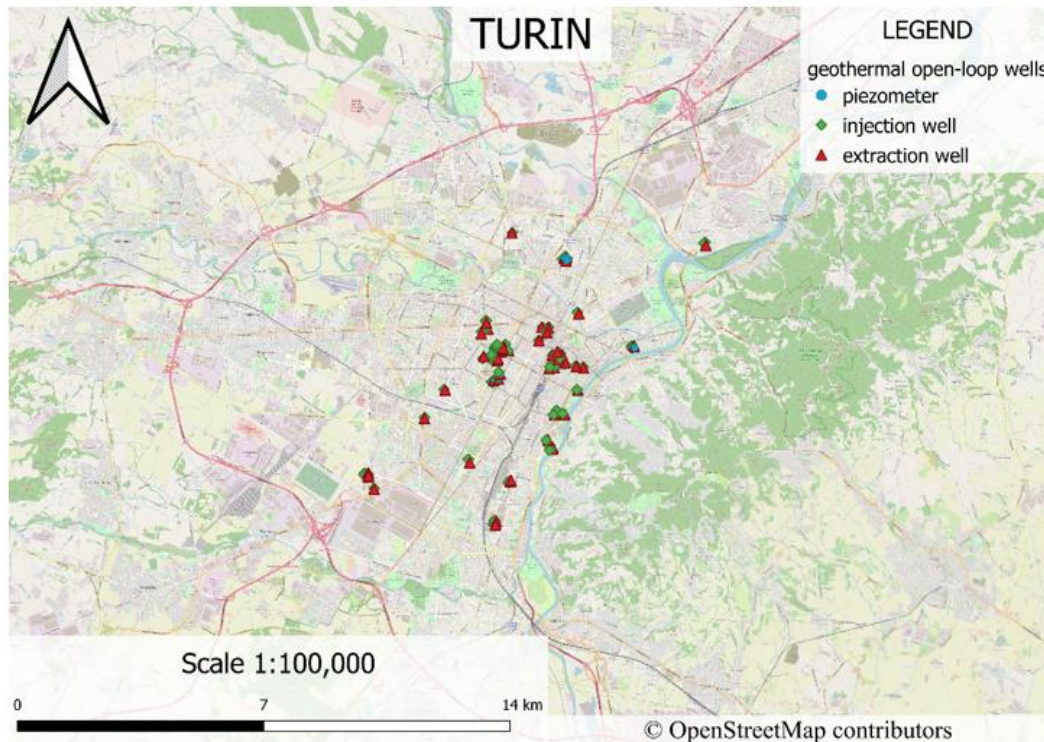 TURIN
LEGEND
geothermal open-loop wells
piezometer
injection well
extraction well
Scale 1:100,000
0 7 14 km
© OpenStreetMap contributors